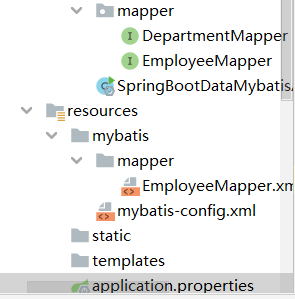 mapper
DepartmentMapper
EmployeeMapper
SpringBootDataMybatis
resources
mybatis
mapper
EmployeeMapper.xm
mybatis-config.xml
static
templates
application.properties